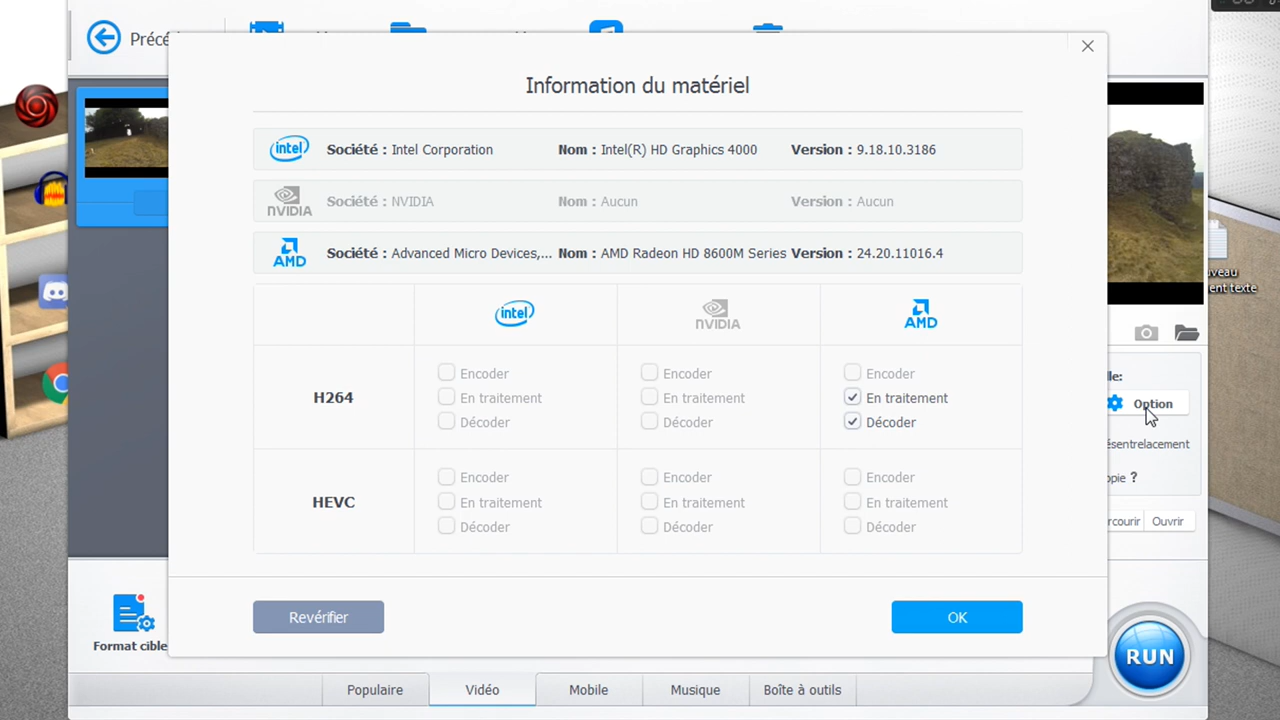 Précé
Information du matériel
intel Société : Intel Corporation Nom : Intel(R) HD Graphics 4000 Version : 9.18.10.3186
NVIDIA Société : NVIDIA Nom : Aucun Version : Aucun
AMD Société : Advanced Micro Devices,... Nom : AMD Radeon HD 8600M Series Version : 24.20.11016.4
intel NVIDIA AMD
H264
Encoder Encoder Encoder
En traitement En traitement En traitement
Décoder Décoder Décoder
HEVC
Encoder Encoder Encoder
En traitement En traitement En traitement
Décoder Décoder Décoder
Revérifier OK
uveau
ent texte
lle:
Option
ésentrelacement
opie ?
rcourir Ouvrir
Format cible
RUN
Populaire Vidéo Mobile Musique Boîte à outils